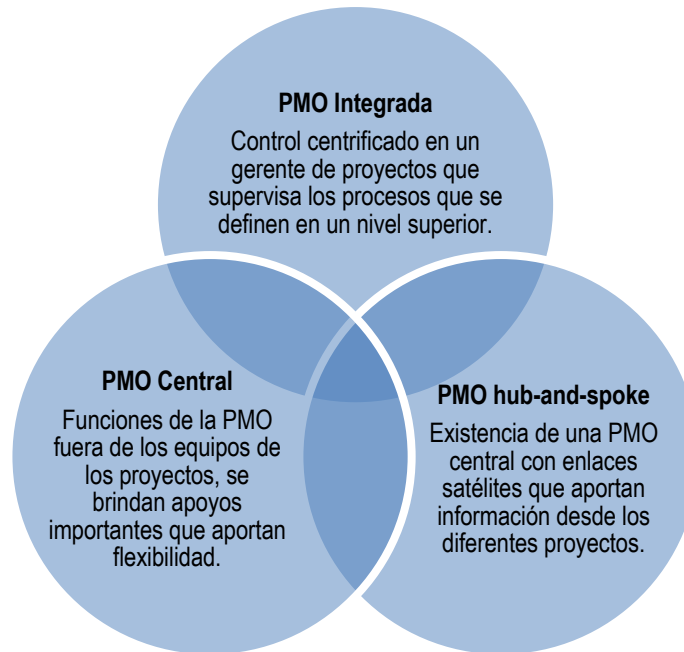 PMO Integrada
Control centrificado en un
gerente de proyectos que
supervisa los procesos que se
definen en un nivel superior.
PMO Central
Funciones de la PMO
fuera de los equipos de
los proyectos, se
brindan apoyos
importantes que aportan
flexibilidad.
PMO hub-and-spoke
Existencia de una PMO
central con enlaces
satélites que aportan
información desde los
diferentes proyectos.